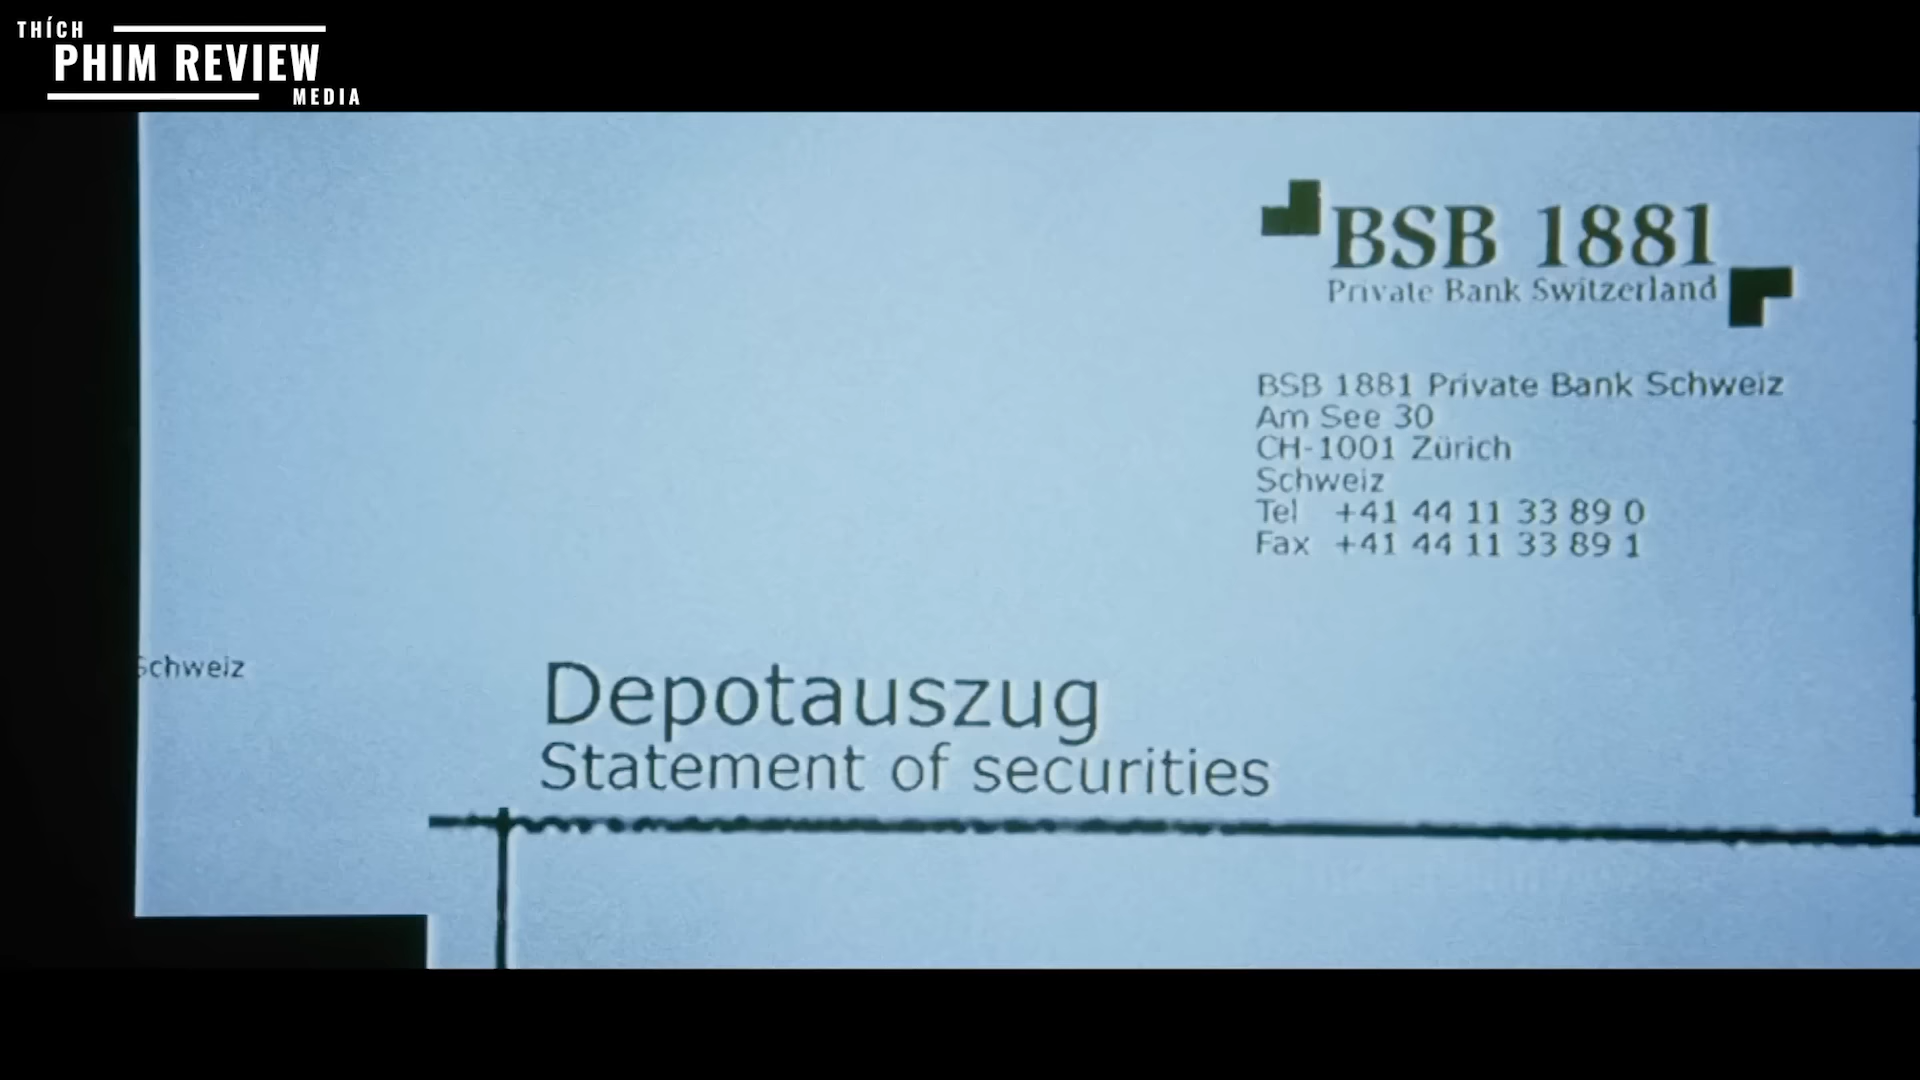 THÍCH
PHIM REVIEW
MEDIA
BSB 1881
Private Bank Switzerland
BSB 1881 Private Bank Schweiz
Am See 30
CH-1001 Zürich
Schweiz
Tel +41 44 11 33 89 0
Fax +41 44 11 33 89 1
Schweiz
Depotauszug
Statement of securities